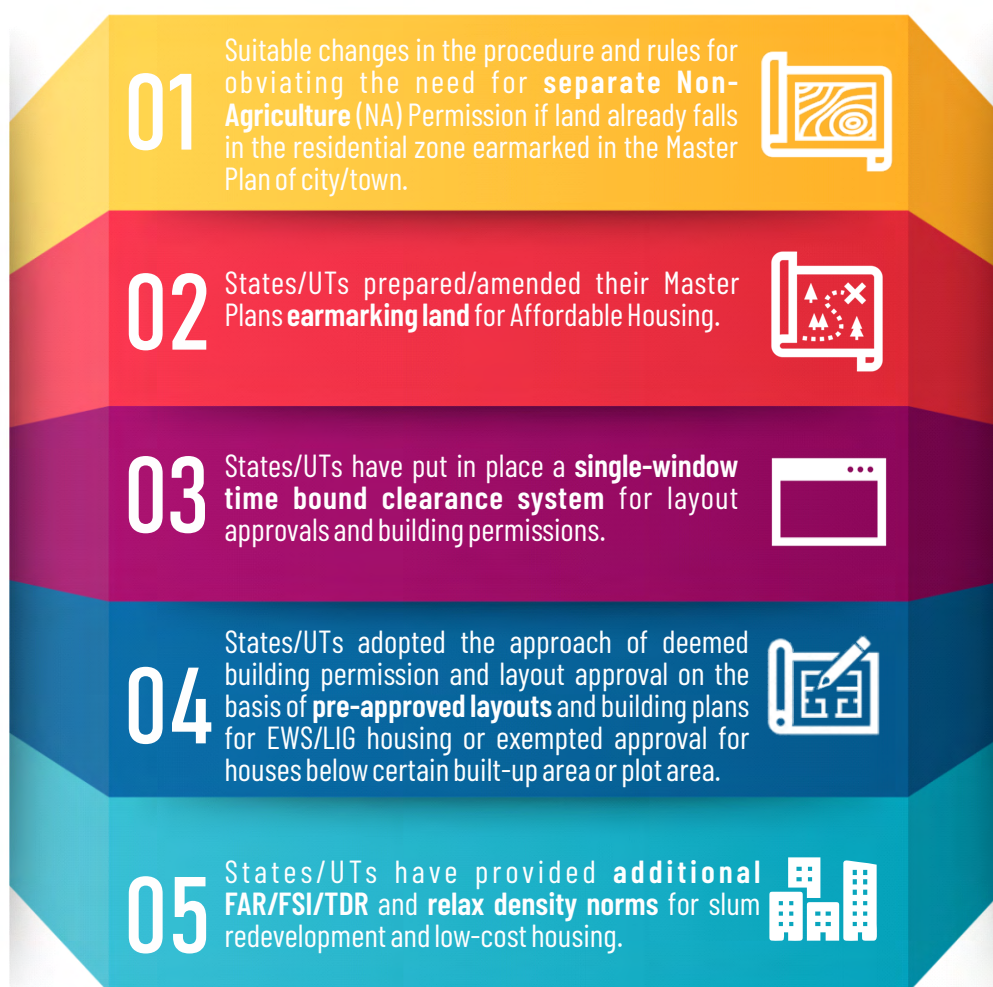 01
Suitable changes in the procedure and rules for
obviating the need for separate Non-
Agriculture (NA) Permission if land already falls
in the residential zone earmarked in the Master
Plan of city/town.
02
States/UTs prepared/amended their Master
Plans earmarking land for Affordable Housing.
03
States/UTs have put in place a single-window
time bound clearance system for layout
approvals and building permissions.
04
States/UTs adopted the approach of deemed
building permission and layout approval on the
basis of pre-approved layouts and building plans
for EWS/LIG housing or exempted approval for
houses below certain built-up area or plot area.
05
States/UTs have provided additional
FAR/FSI/TDR and relax density norms for slum
redevelopment and low-cost housing.